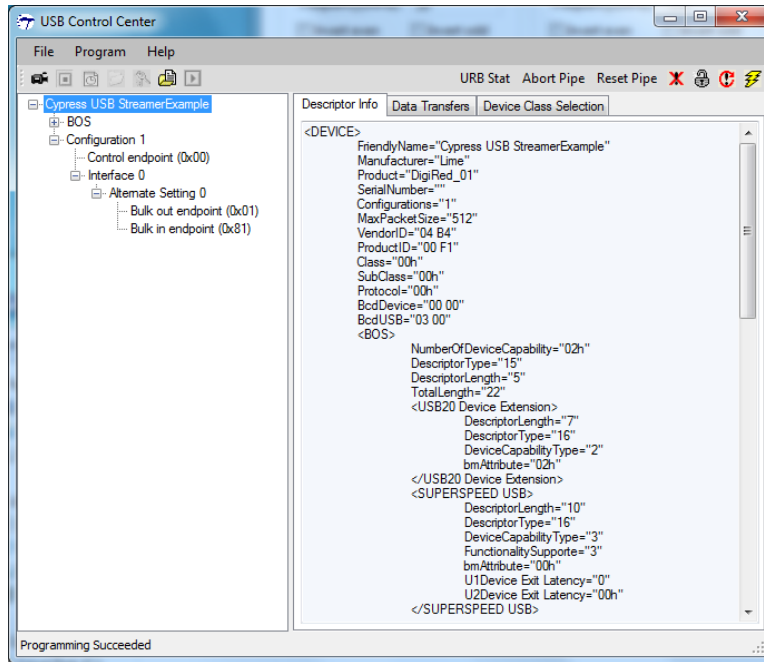 USB Control Center
File Program Help
URB Stat Abort Pipe Reset Pipe
Cypress USB StreamerExample
BOS
Configuration 1
Control endpoint (0x00)
Interface 0
Alternate Setting 0
Bulk out endpoint (0x01)
Bulk in endpoint (0x81)
Descriptor Info Data Transfers Device Class Selection
<DEVICE>
FriendlyName="Cypress USB StreamerExample"
Manufacturer="Lime"
Product="DigiRed_01"
SerialNumber=""
Configurations="1"
MaxPacketSize="512"
VendorID="04 B4"
ProductID="00 F1"
Class="00h"
SubClass="00h"
Protocol="00h"
BcdDevice="00 00"
BcdUSB="03 00"
<BOS>
NumberOfDeviceCapability="02h"
DescriptorType="15"
DescriptorLength="5"
TotalLength="22"
<USB20 Device Extension>
DescriptorLength="7"
DescriptorType="16"
DeviceCapabilityType="2"
bmAttribute="02h"
</USB20 Device Extension>
<SUPERSPEED USB>
DescriptorLength="10"
DescriptorType="16"
DeviceCapabilityType="3"
FunctionalitySupporte="3"
bmAttribute="00h"
U1Device Exit Latency="0"
U2Device Exit Latency="00h"
</SUPERSPEED USB>
Programming Succeeded